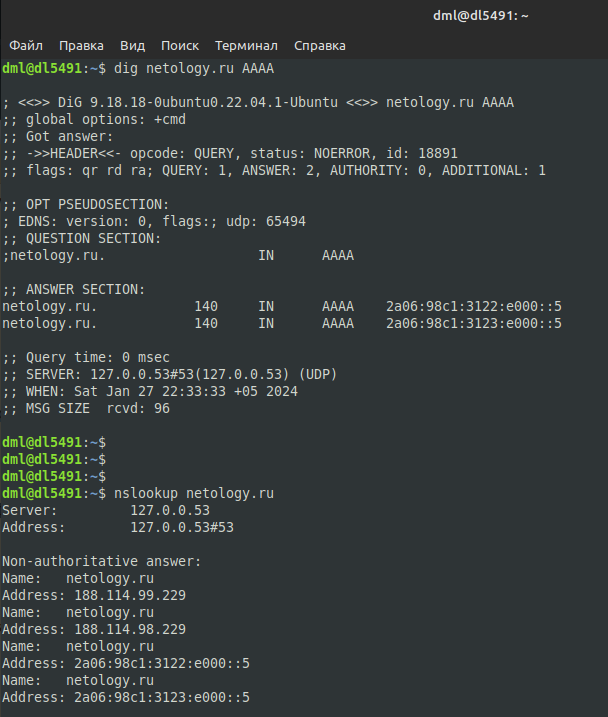 dml@dl5491: ~
Файл Правка Вид Поиск Терминал Справка
dml@dl5491:~$ dig netology.ru AAAA

; <<>> DiG 9.18.18-0ubuntu0.22.04.1-Ubuntu <<>> netology.ru AAAA
;; global options: +cmd
;; Got answer:
;; ->>HEADER<<- opcode: QUERY, status: NOERROR, id: 18891
;; flags: qr rd ra; QUERY: 1, ANSWER: 2, AUTHORITY: 0, ADDITIONAL: 1

;; OPT PSEUDOSECTION:
; EDNS: version: 0, flags:; udp: 65494
;; QUESTION SECTION:
;netology.ru.                   IN      AAAA

;; ANSWER SECTION:
netology.ru.            140     IN      AAAA    2a06:98c1:3122:e000::5
netology.ru.            140     IN      AAAA    2a06:98c1:3123:e000::5

;; Query time: 0 msec
;; SERVER: 127.0.0.53#53(127.0.0.53) (UDP)
;; WHEN: Sat Jan 27 22:33:33 +05 2024
;; MSG SIZE  rcvd: 96

dml@dl5491:~$
dml@dl5491:~$
dml@dl5491:~$
dml@dl5491:~$ nslookup netology.ru
Server:         127.0.0.53
Address:        127.0.0.53#53

Non-authoritative answer:
Name:   netology.ru
Address: 188.114.99.229
Name:   netology.ru
Address: 188.114.98.229
Name:   netology.ru
Address: 2a06:98c1:3122:e000::5
Name:   netology.ru
Address: 2a06:98c1:3123:e000::5